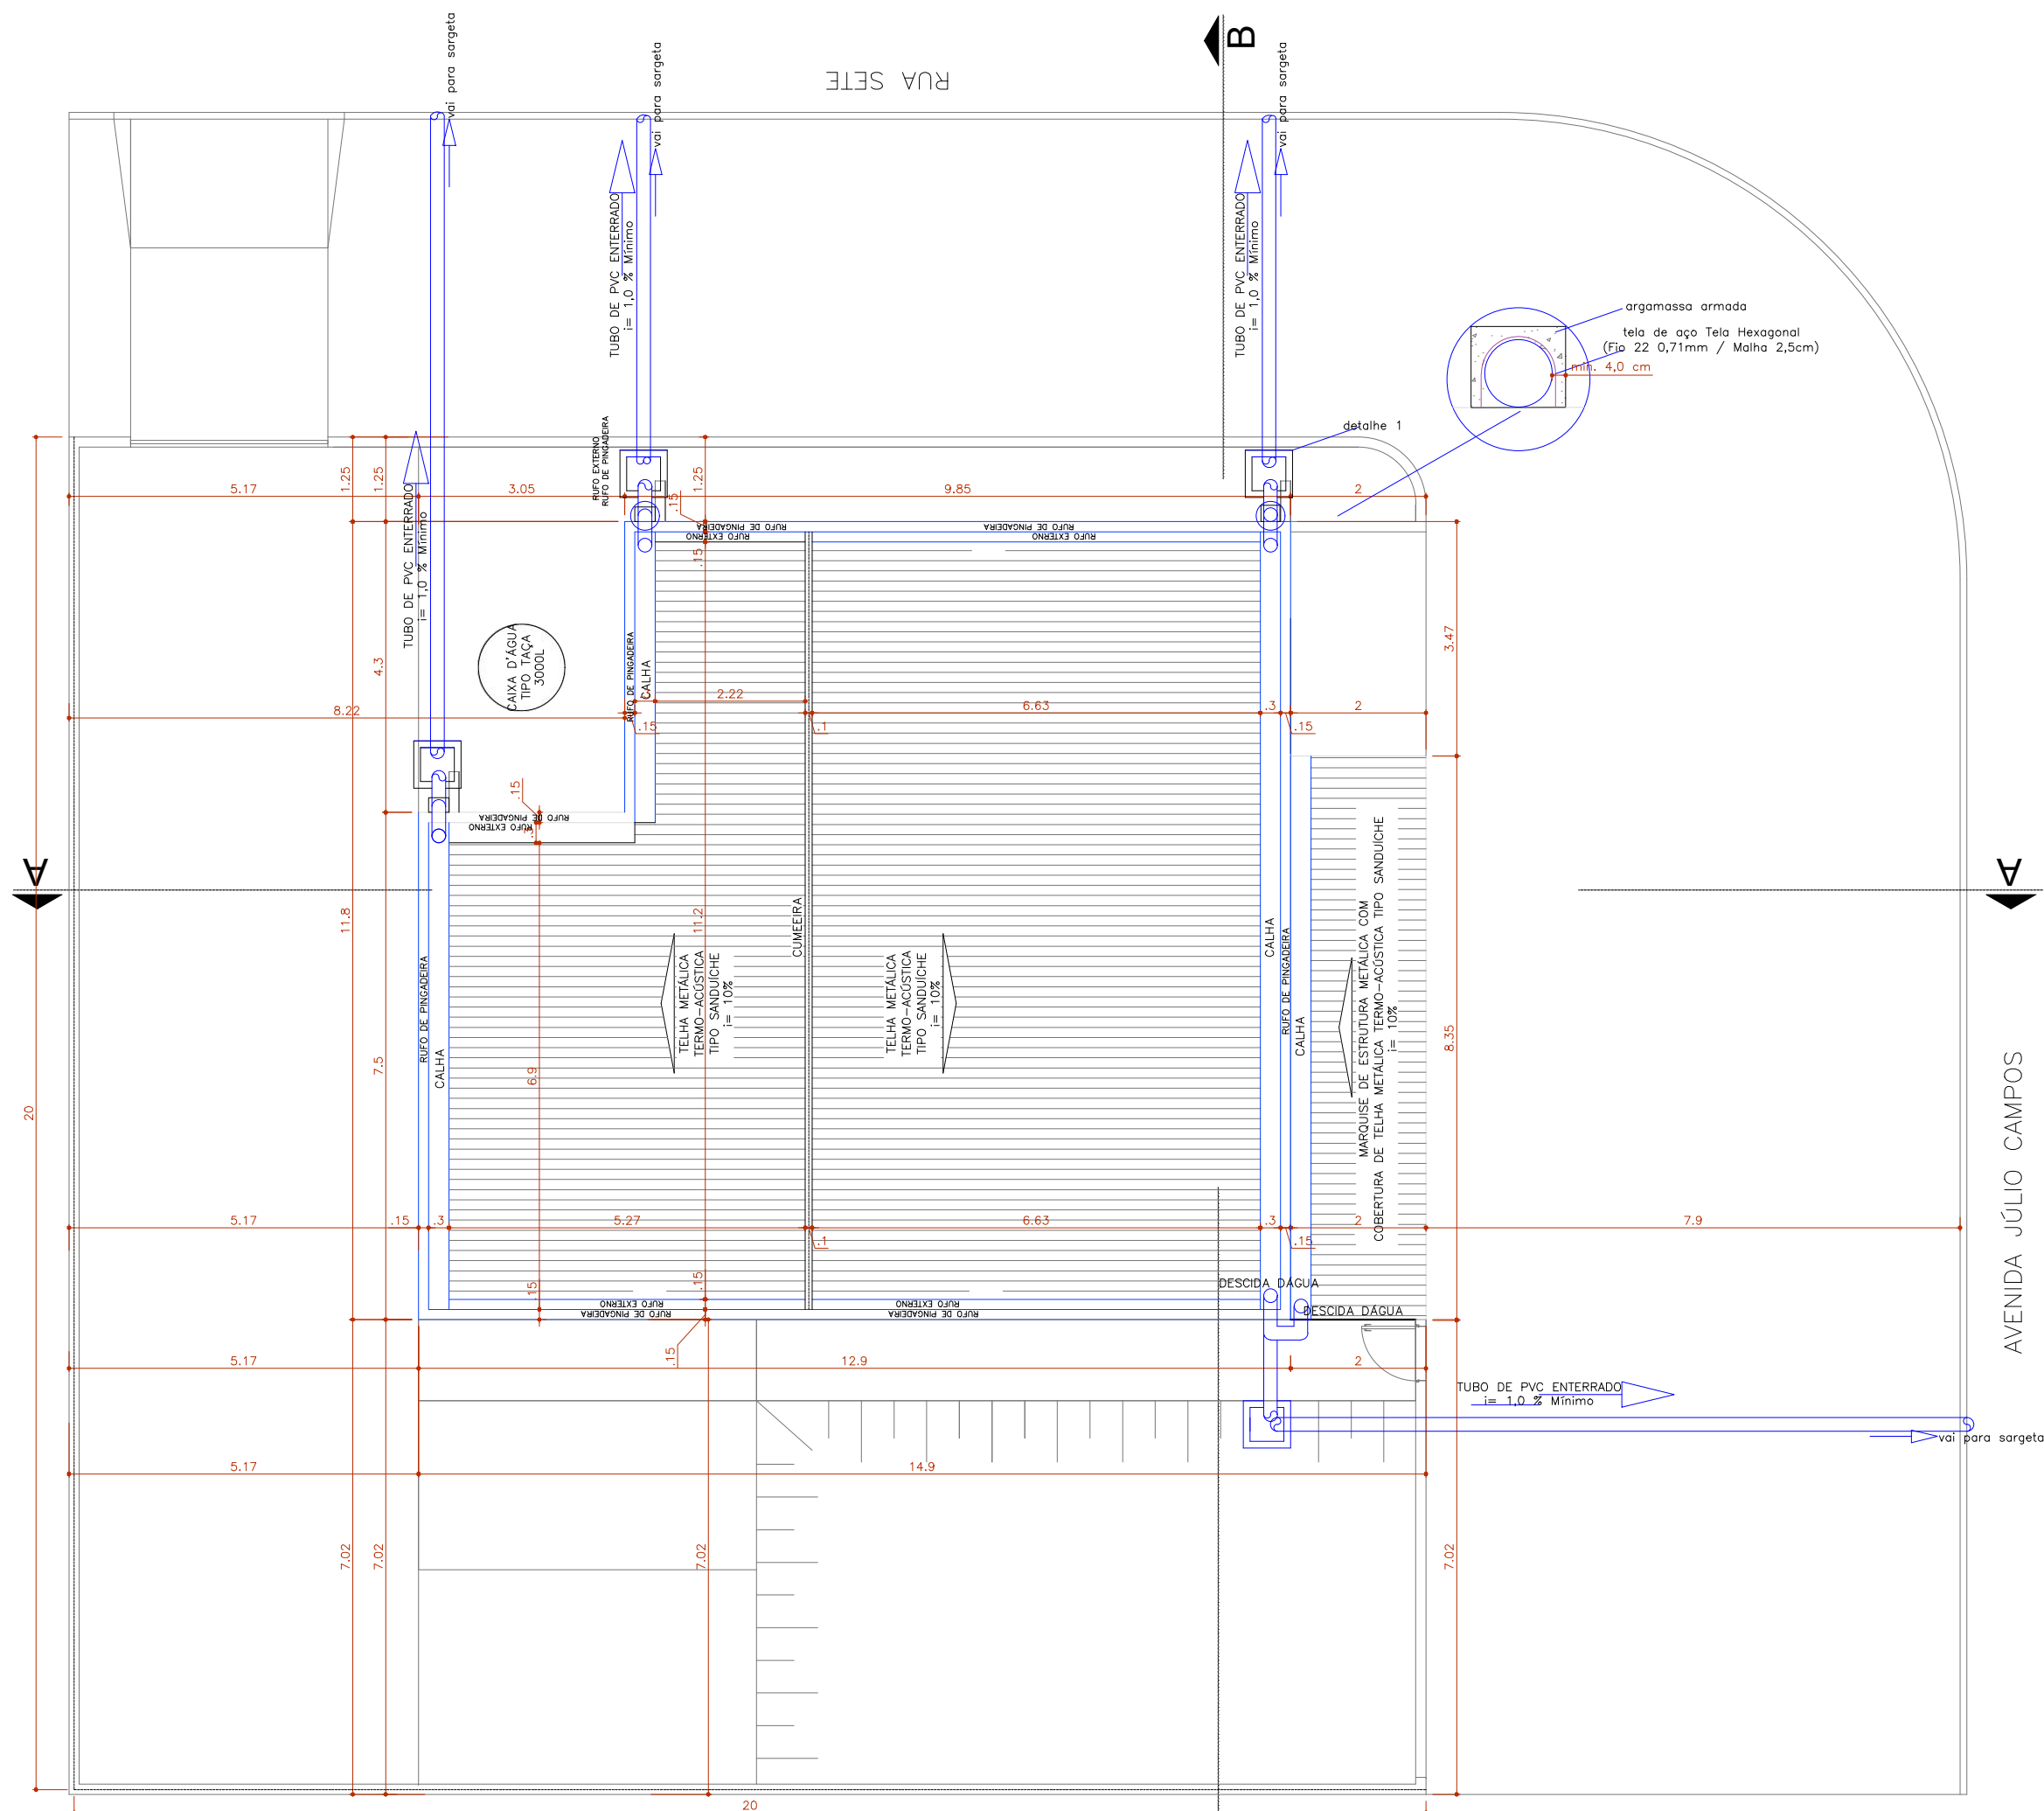 RUA SETE
B
vai para sargeta
vai para sargeta
vai para sargeta
TUBO DE PVC ENTERRADO
i= 1,0 % Mínimo
TUBO DE PVC ENTERRADO
i= 1,0 % Mínimo
TUBO DE PVC ENTERRADO
i= 1,0 % Mínimo
argamassa armada
tela de aço Tela Hexagonal
(Fio 22 0,71mm / Malha 2,5cm)
mín. 4,0 cm
detalhe 1
RUFO EXTERNO
RUFO DE PINGADEIRA
5.17
1.25
1.25
3.05
1.25
.15
9.85
2
RUFO DE PINGADEIRA
RUFO EXTERNO
RUFO DE PINGADEIRA
RUFO EXTERNO
.15
CAIXA D'ÁGUA
TIPO TAÇA
3000L
4.3
RUFO DE PINGADEIRA
CALHA
3.47
8.22
2.22
.15
.1
6.63
.3
.15
2
.15
RUFO DE PINGADEIRA
RUFO EXTERNO
.3
A
A
11.8
11.2
CUMEEIRA
CALHA
RUFO DE PINGADEIRA
CALHA
RUFO DE PINGADEIRA
CALHA
TELHA METÁLICA
TERMO-ACÚSTICA
TIPO SANDUÍCHE
i= 10%
TELHA METÁLICA
TERMO-ACÚSTICA
TIPO SANDUÍCHE
i= 10%
MARQUISE DE ESTRUTURA METÁLICA COM
COBERTURA DE TELHA METÁLICA TERMO-ACÚSTICA TIPO SANDUÍCHE
i= 10%
20
7.5
6.9
8.35
AVENIDA JÚLIO CAMPOS
5.17
.15
.3
5.27
.1
6.63
.3
.15
2
7.9
.15
.15
DESCIDA DÁGUA
DESCIDA DÁGUA
RUFO EXTERNO
RUFO DE PINGADEIRA
RUFO EXTERNO
RUFO DE PINGADEIRA
.15
5.17
12.9
2
TUBO DE PVC ENTERRADO
i= 1,0 % Mínimo
vai para sargeta
5.17
14.9
7.02
7.02
7.02
7.02
20